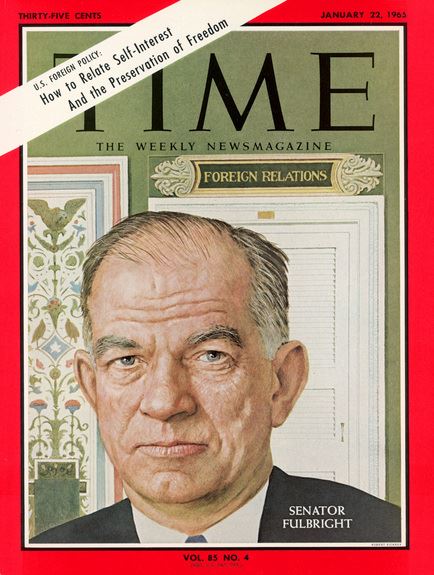 THIRTY-FIVE CENTS
JANUARY 22, 1965
U.S. FOREIGN POLICY:
How to Relate Self-Interest
And the Preservation of Freedom
TIME
THE WEEKLY NEWSMAGAZINE
FOREIGN RELATIONS
SENATOR
FULBRIGHT
VOL. 85 NO. 4